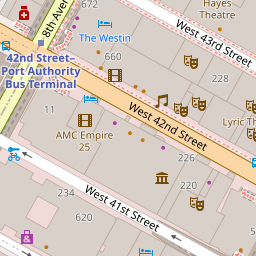 Hayes
Theatre
8th Ave
The Westin
660
West 43rd Street
672
42nd Street–
Port Authority
Bus Terminal
228
11
West 42nd Street
AMC Empire
25
Lyric Th
226
234
West 41st Street
220
620